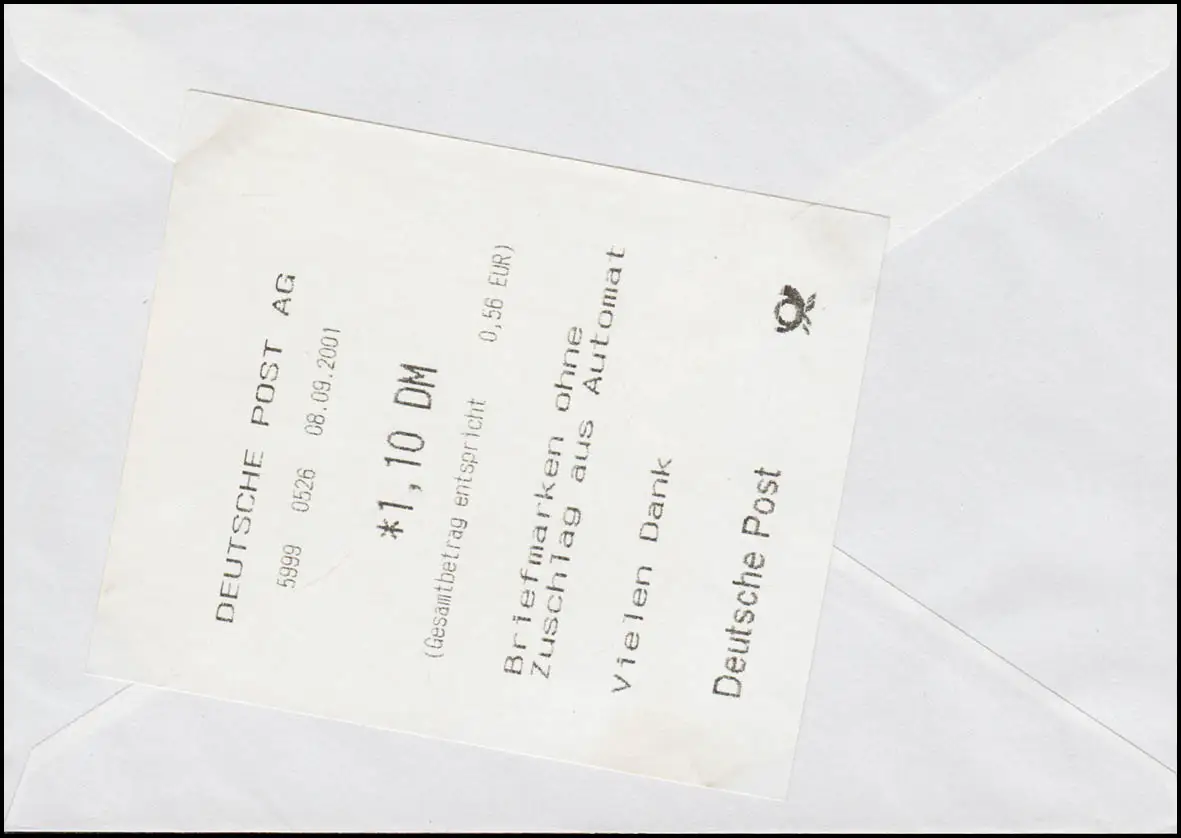 DEUTSCHE POST AG
5999 0526 08.09.2001
*1,10 DM
(Gesamtbetrag entspricht 0,56 EUR)
Briefmarken ohne
Zuschlag aus Automat
Vielen Dank
Deutsche Post